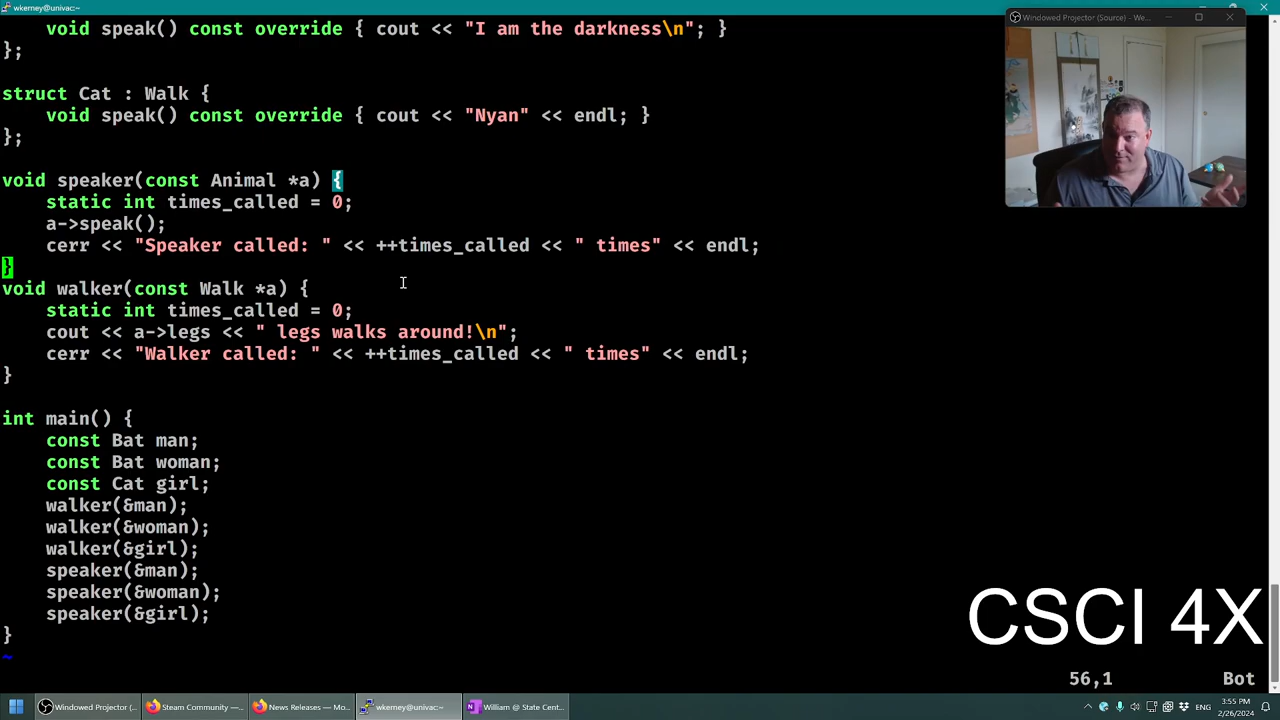 wkerney@univac:~
    void speak() const override { cout << "I am the darkness\n"; }
};
struct Cat : Walk {
    void speak() const override { cout << "Nyan" << endl; }
};
void speaker(const Animal *a) {
    static int times_called = 0;
    a->speak();
    cerr << "Speaker called: " << ++times_called << " times" << endl;
}
void walker(const Walk *a) {
    static int times_called = 0;
    cout << a->legs << " legs walks around!\n";
    cerr << "Walker called: " << ++times_called << " times" << endl;
}
int main() {
    const Bat man;
    const Bat woman;
    const Cat girl;
    walker(&man);
    walker(&woman);
    walker(&girl);
    speaker(&man);
    speaker(&woman);
    speaker(&girl);
}
~
56,1 Bot
Windowed Projector (Source) - We...
CSCI 4X
Windowed Projector (...
Steam Community —...
News Releases — Mo...
wkerney@univac:~
William @ State Cent...
3:55 PM
2/26/2024